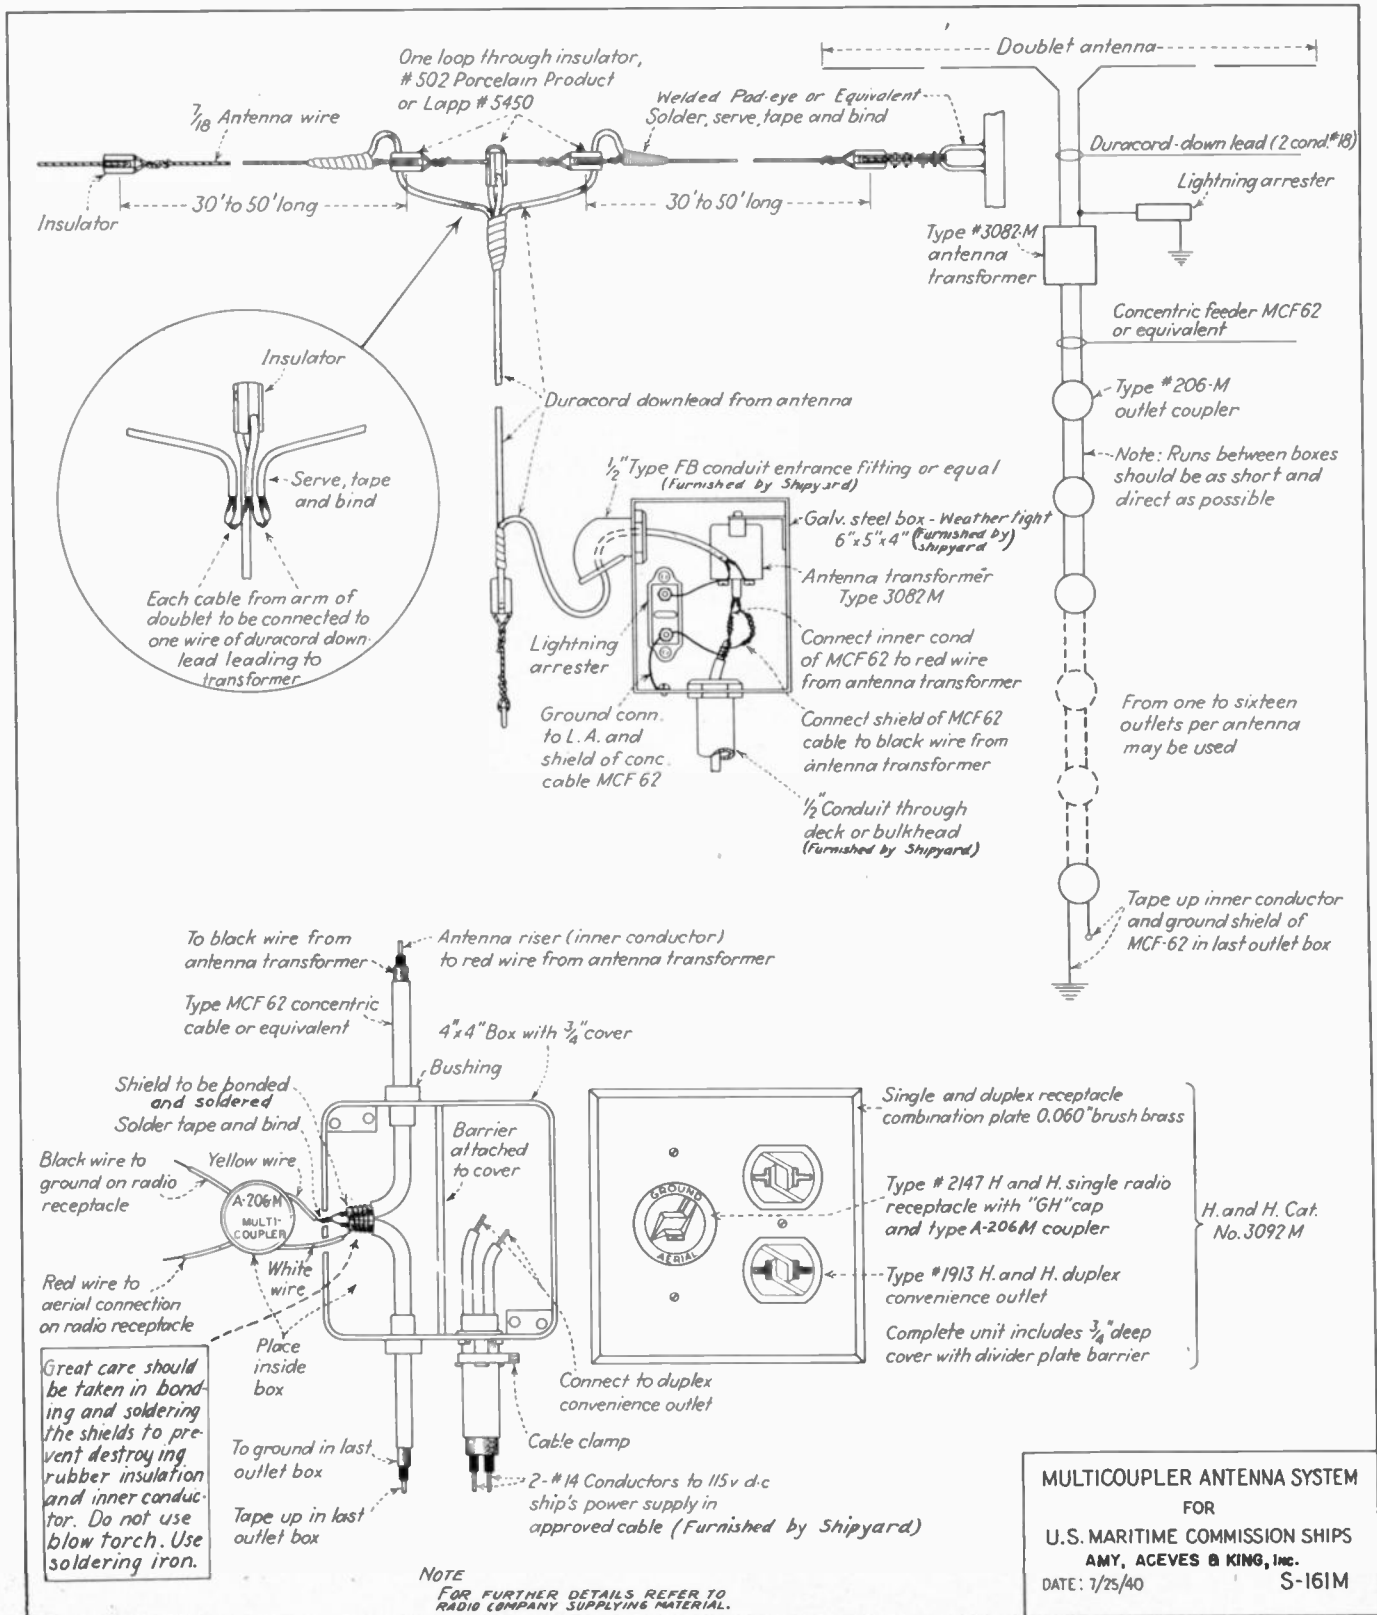 One loop through insulator,
#502 Porcelain Product
or Lapp #5450
7/18 Antenna wire
Welded Pad-eye or Equivalent
Solder, serve, tape and bind
Doublet antenna
Insulator
30' to 50' long
30' to 50' long
Duracord-down lead (2 cond. #18)
Lightning arrester
Type #3082-M
antenna
transformer
Concentric feeder MCF62
or equivalent
Type #206-M
outlet coupler
Note: Runs between boxes
should be as short and
direct as possible
From one to sixteen
outlets per antenna
may be used
Tape up inner conductor
and ground shield of
MCF-62 in last outlet box
Insulator
Serve, tape
and bind
Each cable from arm of
doublet to be connected to
one wire of duracord down-
lead leading to
transformer
Duracord downlead from antenna
1/2" Type FB conduit entrance fitting or equal
(Furnished by Shipyard)
Galv. steel box - Weather tight
6"x5"x4" (Furnished by
Shipyard)
Antenna transformer
Type 3082M
Lightning
arrester
Connect inner cond
of MCF62 to red wire
from antenna transformer
Ground conn.
to L.A. and
shield of conc.
cable MCF 62
Connect shield of MCF62
cable to black wire from
antenna transformer
1/2" Conduit through
deck or bulkhead
(Furnished by Shipyard)
To black wire from
antenna transformer
Antenna riser (inner conductor)
to red wire from antenna transformer
Type MCF62 concentric
cable or equivalent
4"x4" Box with 3/4" cover
Bushing
Shield to be bonded
and soldered
Solder tape and bind
Barrier
attached
to cover
Black wire to
ground on radio
receptacle
Yellow wire
A-206-M
MULTI-
COUPLER
White
wire
Red wire to
aerial connection
on radio receptacle
Place
inside
box
Great care should
be taken in bond-
ing and soldering
the shields to pre-
vent destroying
rubber insulation
and inner conduc-
tor. Do not use
blow torch. Use
soldering iron.
To ground in last
outlet box
Tape up in last
outlet box
Connect to duplex
convenience outlet
Cable clamp
2-#14 Conductors to 115v d-c
ship's power supply in
approved cable (Furnished by Shipyard)
GROUND
AERIAL
Single and duplex receptacle
combination plate 0.060" brush brass
Type #2147 H and H. single radio
receptacle with "GH" cap
and type A-206M coupler
Type #1913 H. and H. duplex
convenience outlet
Complete unit includes 3/4" deep
cover with divider plate barrier
H. and H. Cat.
No. 3092 M
NOTE
FOR FURTHER DETAILS REFER TO
RADIO COMPANY SUPPLYING MATERIAL.
MULTICOUPLER ANTENNA SYSTEM
FOR
U.S. MARITIME COMMISSION SHIPS
AMY, ACEVES & KING, Inc.
DATE: 7/25/40 S-161M